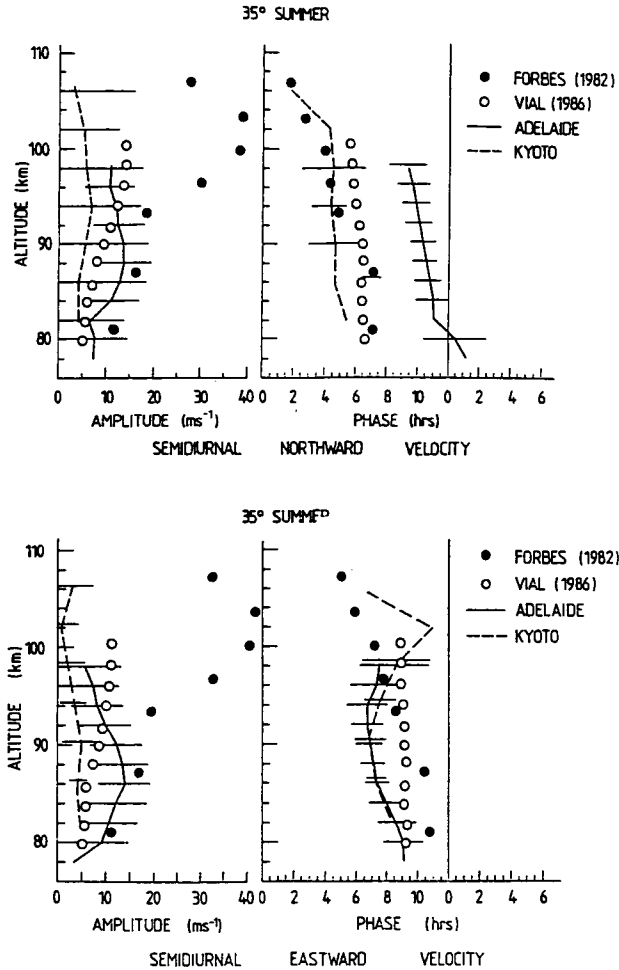 35° SUMMER
110
100
90
80
ALTITUDE (km)
FORBES (1982)
VIAL (1986)
ADELAIDE
KYOTO
0 10 20 30 40 0 2 4 6 8 10 0 2 4 6
AMPLITUDE (ms⁻¹) PHASE (hrs)
SEMIDIURNAL NORTHWARD VELOCITY
35° SUMMER
110
100
90
80
ALTITUDE (km)
FORBES (1982)
VIAL (1986)
ADELAIDE
KYOTO
0 10 20 30 40 0 2 4 6 8 10 0 2 4 6
AMPLITUDE (ms⁻¹) PHASE (hrs)
SEMIDIURNAL EASTWARD VELOCITY